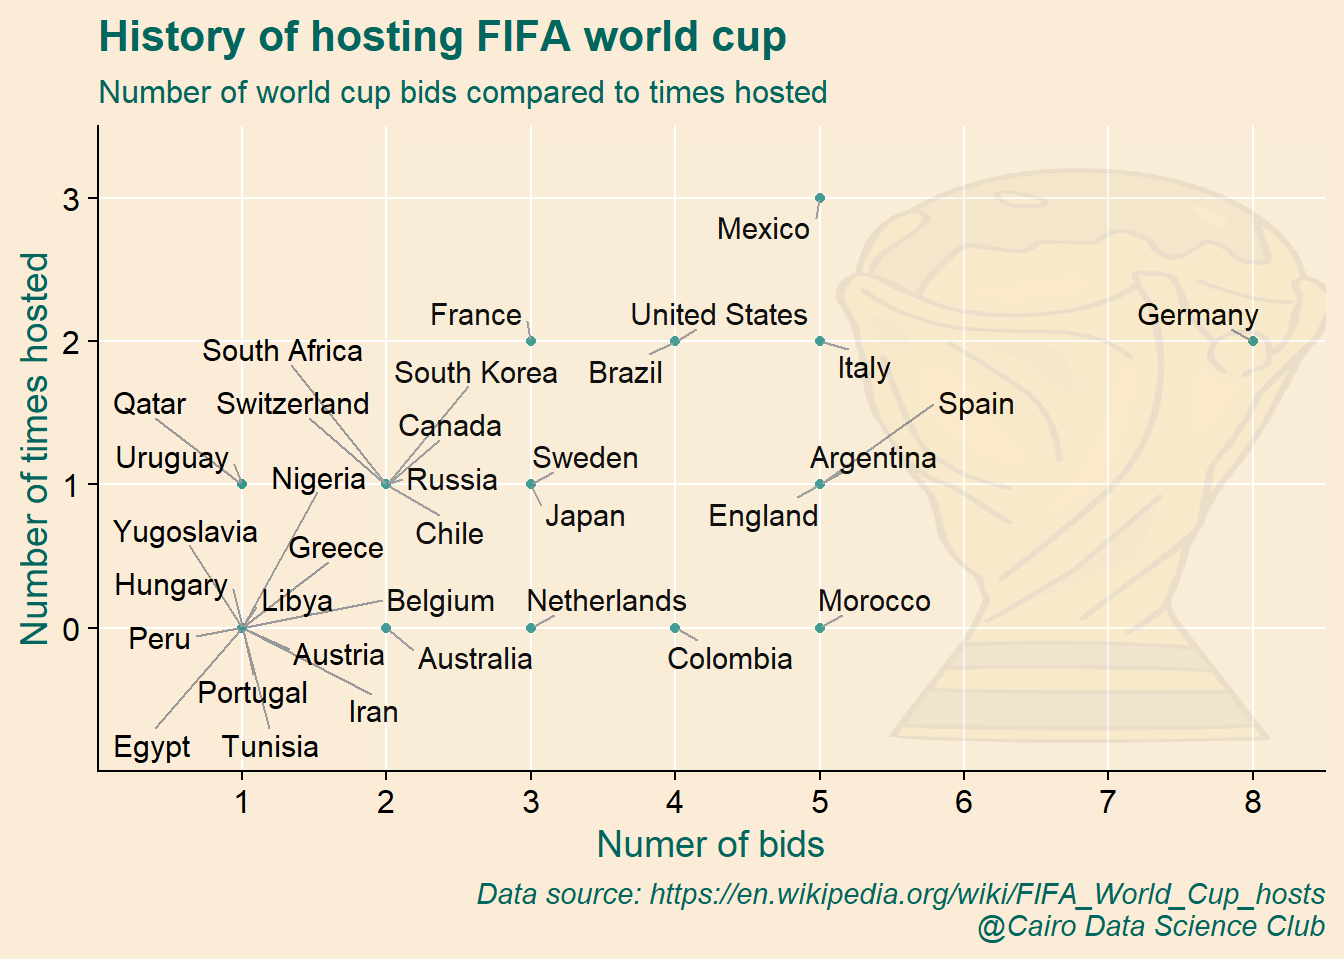 History of hosting FIFA world cup
Number of world cup bids compared to times hosted
Number of times hosted
3
2
1
0
Mexico
France
United States
Germany
South Africa
South Korea
Brazil
Italy
Qatar
Switzerland
Spain
Canada
Uruguay
Sweden
Argentina
Nigeria
Russia
England
Japan
Yugoslavia
Chile
Greece
Hungary
Libya
Belgium
Netherlands
Morocco
Peru
Austria
Australia
Colombia
Portugal
Iran
Egypt
Tunisia
1
2
3
4
5
6
7
8
Numer of bids
Data source: https://en.wikipedia.org/wiki/FIFA_World_Cup_hosts
@Cairo Data Science Club